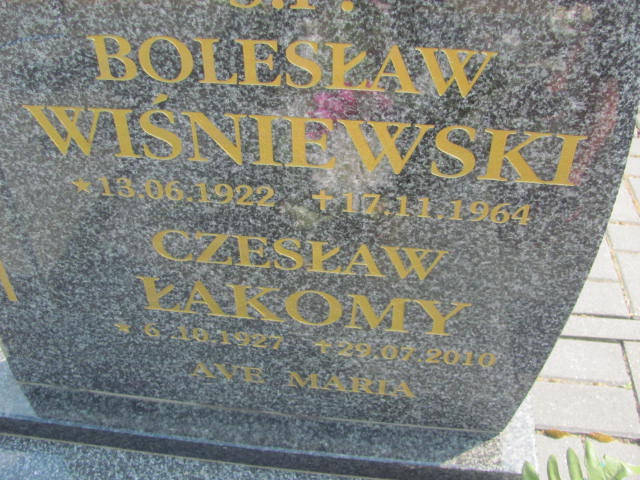 Ś.P.
BOLESŁAW
WIŚNIEWSKI
★ 13.06.1922 ✝ 17.11.1964
CZESŁAW
ŁAKOMY
★ 6.10.1927 ✝ 29.07.2010
AVE MARIA